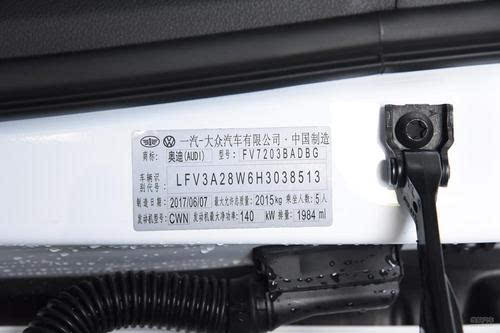 一汽-大众汽车有限公司·中国制造
商标: 奥迪(AUDI) 型号: FV7203BADBG
车辆识别代号: LFV3A28W6H3038513
制造日期 2017/06/07 最大允许总质量: 2015kg 乘坐人数: 5人
发动机型号: CWN 发动机最大净功率: 140 kW 排量: 1984 ml